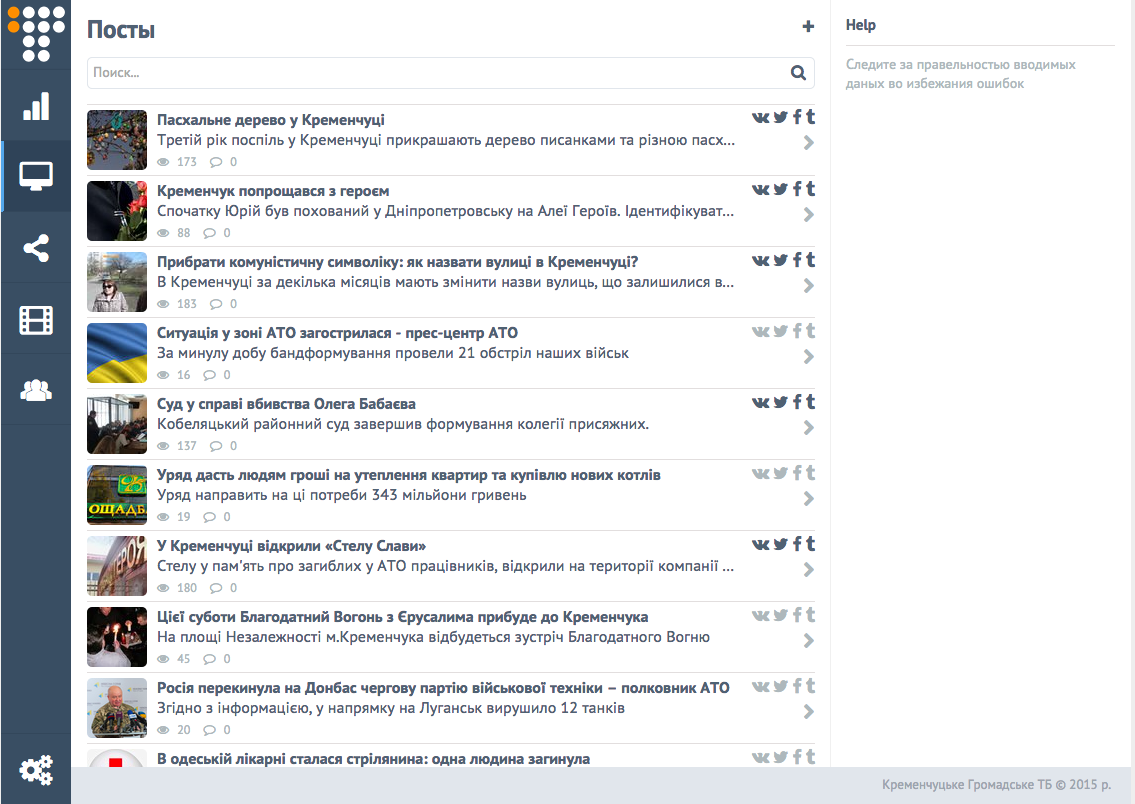 Посты
Поиск...
Пасхальне дерево у Кременчуці
Третій рік поспіль у Кременчуці прикрашають дерево писанками та різною пасх...
173 0
Кременчук попрощався з героєм
Спочатку Юрій був похований у Дніпропетровську на Алеї Героїв. Ідентифікуват...
88 0
Прибрати комуністичну символіку: як назвати вулиці в Кременчуці?
В Кременчуці за декілька місяців мають змінити назви вулиць, що залишилися в...
183 0
Ситуація у зоні АТО загострилася - прес-центр АТО
За минулу добу бандформування провели 21 обстріл наших військ
16 0
Суд у справі вбивства Олега Бабаєва
Кобеляцький районний суд завершив формування колегії присяжних.
137 0
ОЩАДБ
Уряд дасть людям гроші на утеплення квартир та купівлю нових котлів
Уряд направить на ці потреби 343 мільйони гривень
19 0
У Кременчуці відкрили «Стелу Слави»
Стелу у пам'ять про загиблих у АТО працівників, відкрили на території компанії ...
180 0
Цієї суботи Благодатний Вогонь з Єрусалима прибуде до Кременчука
На площі Незалежності м.Кременчука відбудеться зустріч Благодатного Вогню
45 0
Росія перекинула на Донбас чергову партію військової техніки – полковник АТО
Згідно з інформацією, у напрямку на Луганськ вирушило 12 танків
20 0
В одеській лікарні сталася стрілянина: одна людина загинула
Help
Следите за правельностью вводимых
даных во избежания ошибок
Кременчуцьке Громадське ТБ © 2015 р.